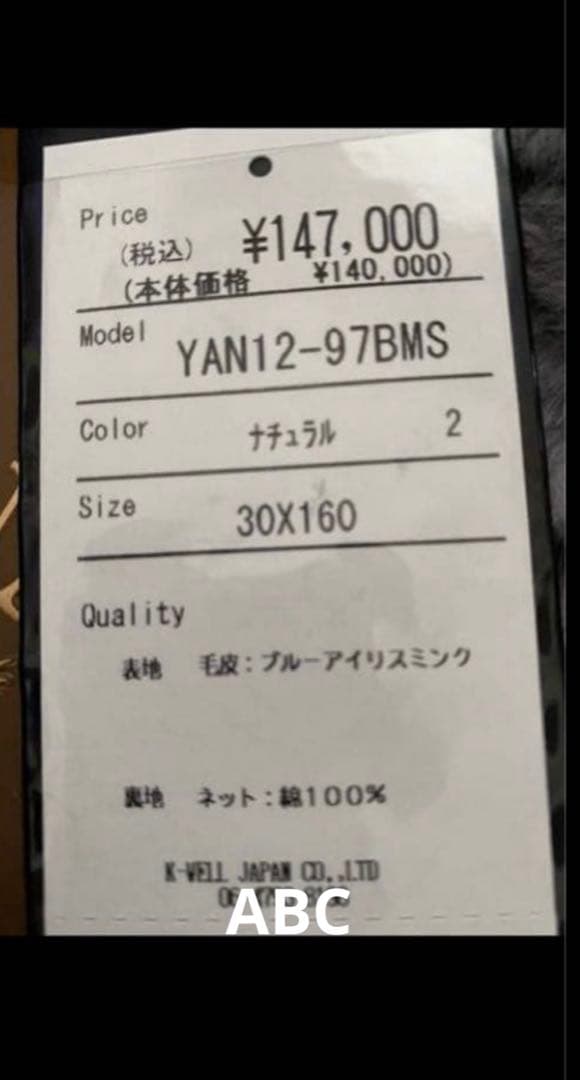 Price
(税込) ¥147,000
(本体価格 ¥140,000)
Model YAN12-97BMS
Color ナチュラル 2
Size 30X160
Quality
表地 毛皮:ブルーアイリスミンク
裏地 ネット:綿100%
K-WELL JAPAN CO.,LTD
ABC